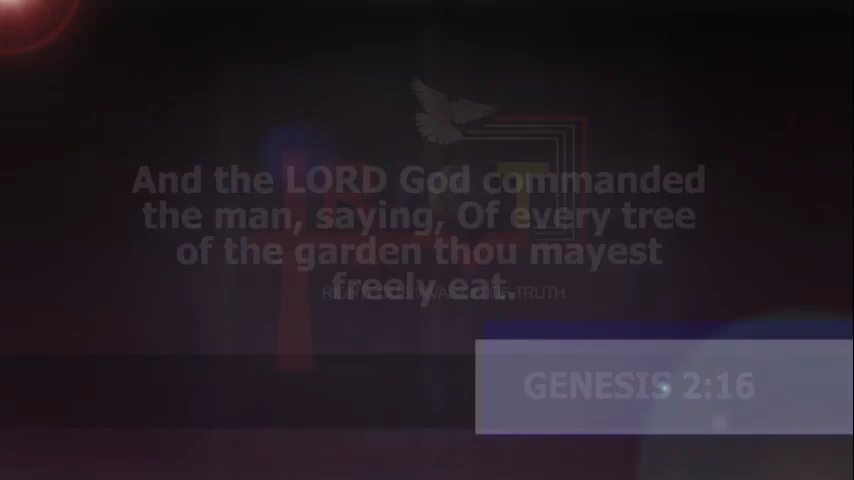 And the LORD God commanded
the man, saying, Of every tree
of the garden thou mayest
freely eat.
TRUTH
GENESIS 2:16